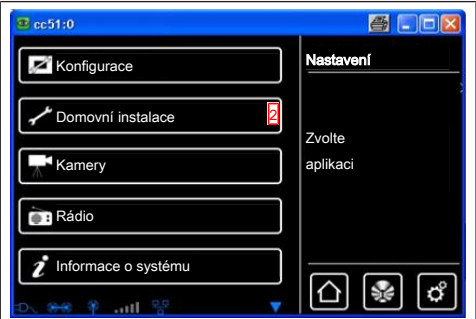 cc51:0
Konfigurace
Domovní instalace
2
Kamery
Rádio
Informace o systému
Nastavení
Zvolte
aplikaci